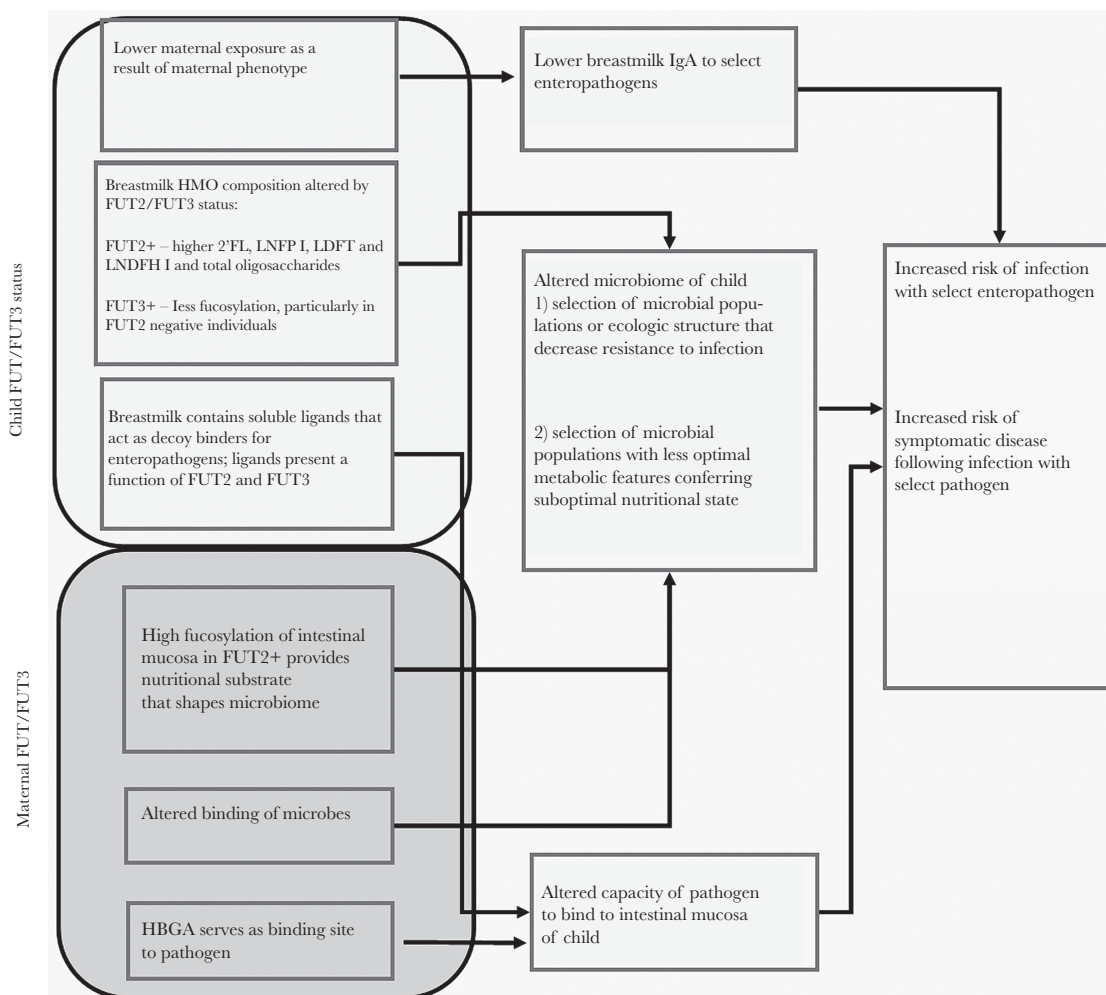 Child FUT/FUT3 status
Lower maternal exposure as a
result of maternal phenotype
Breastmilk HMO composition altered by
FUT2/FUT3 status:
FUT2+ – higher 2’FL, LNFP I, LDFT and
LNDFH I and total oligosaccharides
FUT3+ – Iess fucosylation, particularly in
FUT2 negative individuals
Breastmilk contains soluble ligands that
act as decoy binders for
enteropathogens; ligands present a
function of FUT2 and FUT3
Maternal FUT/FUT3
High fucosylation of intestinal
mucosa in FUT2+ provides
nutritional substrate
that shapes microbiome
Altered binding of microbes
HBGA serves as binding site
to pathogen
Lower breastmilk IgA to select
enteropathogens
Altered microbiome of child
1) selection of microbial popu-
lations or ecologic structure that
decrease resistance to infection
2) selection of microbial
populations with less optimal
metabolic features conferring
suboptimal nutritional state
Altered capacity of pathogen
to bind to intestinal mucosa
of child
Increased risk of infection
with select enteropathogen
Increased risk of
symptomatic disease
following infection with
select pathogen